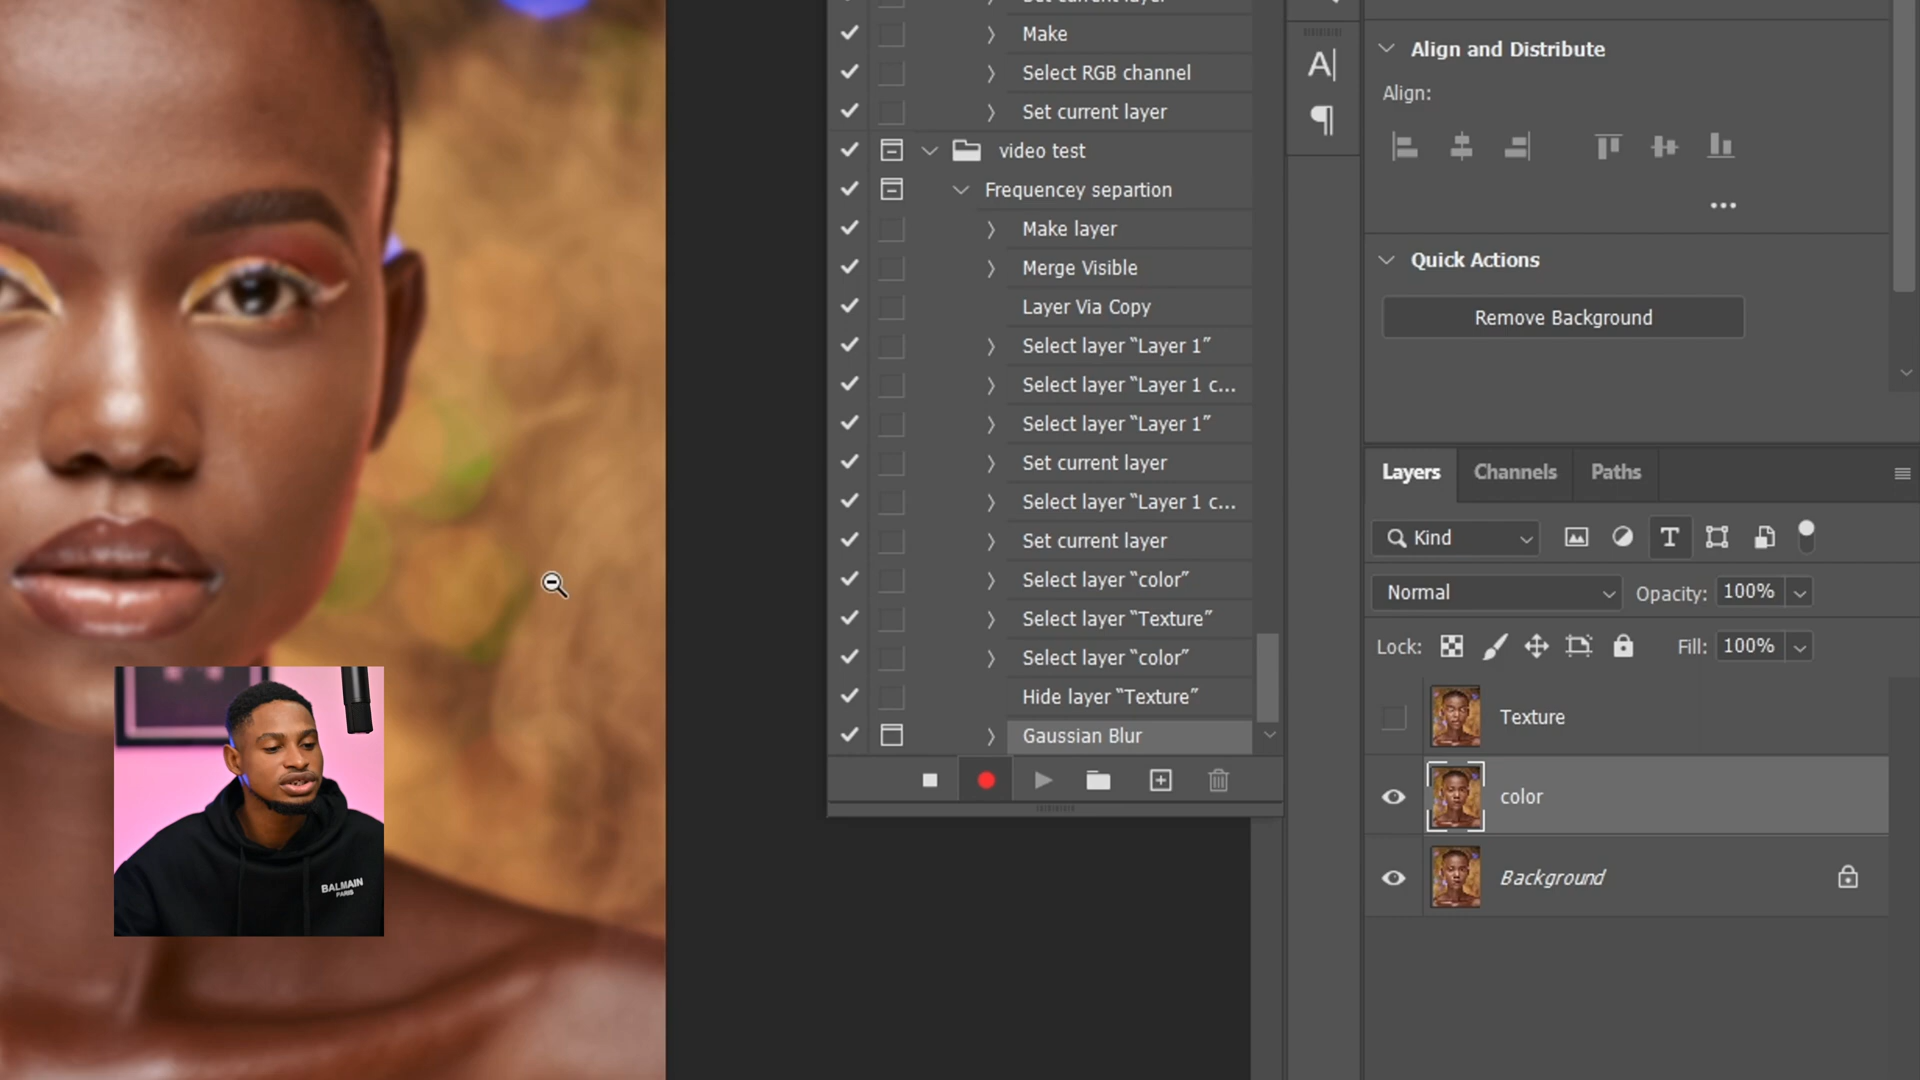 Make
Select RGB channel
Set current layer
video test
Frequencey separtion
Make layer
Merge Visible
Layer Via Copy
Select layer “Layer 1”
Select layer “Layer 1 c...
Select layer “Layer 1”
Set current layer
Select layer “Layer 1 c...
Set current layer
Select layer “color”
Select layer “Texture”
Select layer “color”
Hide layer “Texture”
Gaussian Blur
A
¶
Align and Distribute
Align:
Quick Actions
Remove Background
Layers Channels Paths
Kind T
Normal Opacity: 100%
Lock: Fill: 100%
Texture
color
Background
BALMAIN
PARIS